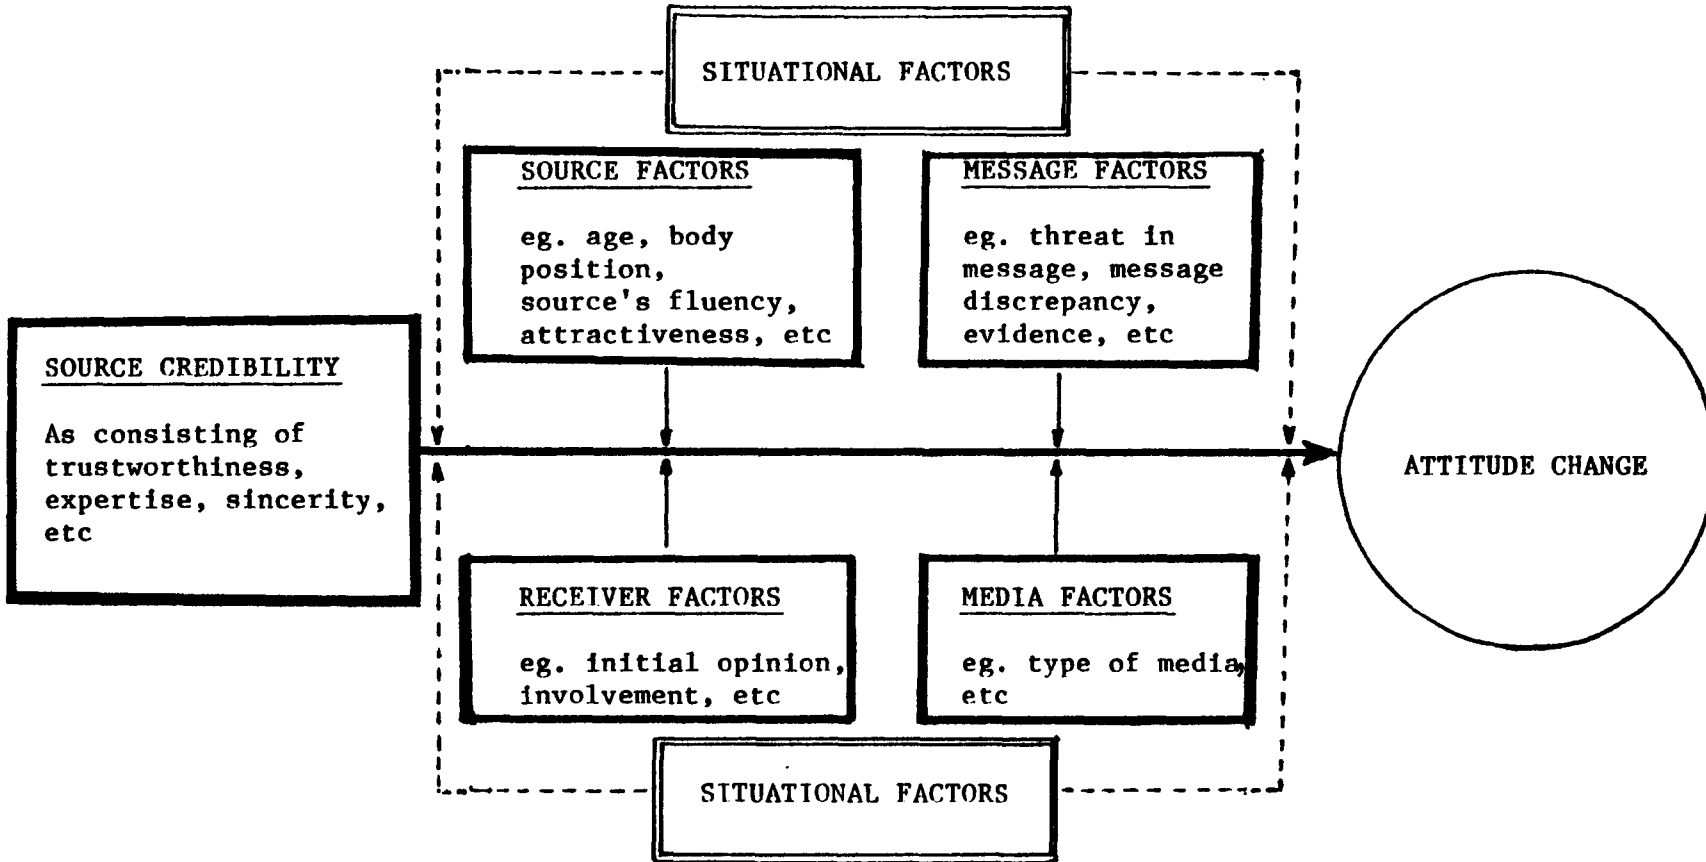 SITUATIONAL FACTORS
SOURCE FACTORS
eg. age, body
position,
source's fluency,
attractiveness, etc
MESSAGE FACTORS
eg. threat in
message, message
discrepancy,
evidence, etc
SOURCE CREDIBILITY
As consisting of
trustworthiness,
expertise, sincerity,
etc
ATTITUDE CHANGE
RECEIVER FACTORS
eg. initial opinion,
involvement, etc
MEDIA FACTORS
eg. type of media,
etc
SITUATIONAL FACTORS